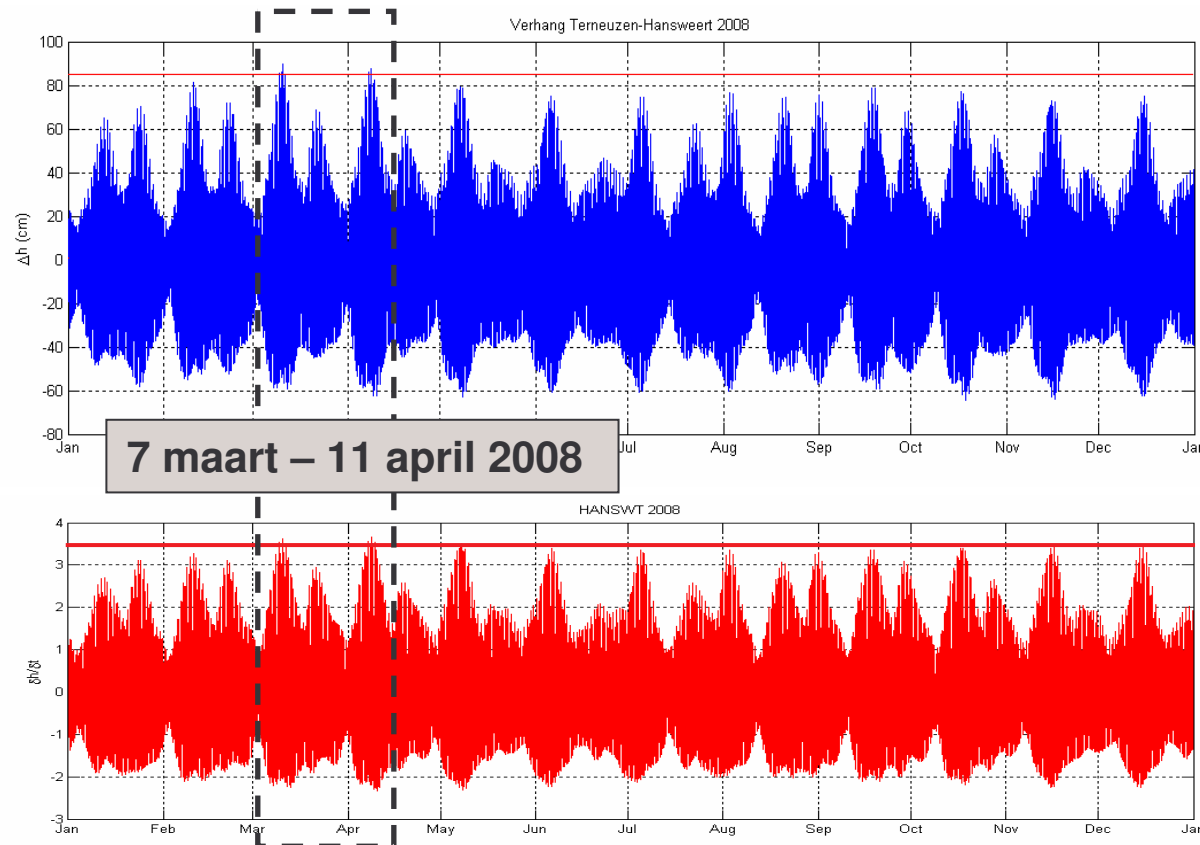 Verhang Terneuzen-Hansweert 2008
100
80
60
40
20
0
-20
-40
-60
-80
Δh (cm)
Jan Jul Aug Sep Oct Nov Dec Jan
7 maart – 11 april 2008
HANSWT 2008
4
3
2
1
0
-1
-2
-3
δh/δt
Jan Feb Mar Apr May Jun Jul Aug Sep Oct Nov Dec Jan